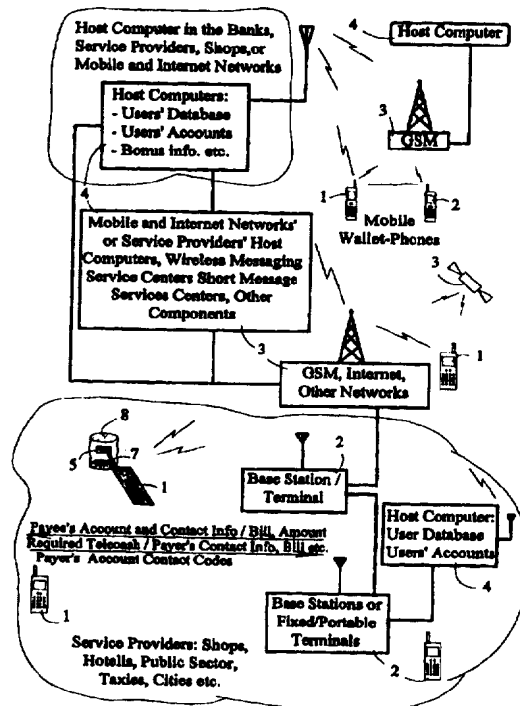 Host Computer in the Banks,
Service Providers, Shops,or
Mobile and Internet Networks
Host Computers:
- Users' Database
- Users' Accounts
- Bonus info. etc.
4
4
Host Computer
3
GSM
1
2
Mobile
Wallet-Phones
Mobile and Internet Networks'
or Service Providers' Host
Computers, Wireless Messaging
Service Centers Short Message
Services Centers, Other
Components
3
3
1
GSM, Internet,
Other Networks
8
5
7
1
2
Base Station /
Terminal
Host Computer:
User Database
Users' Accounts
4
Payee's Account and Contact Info / Bill, Amount
Required Telecash / Payer's Contact Info, Bill etc.
Payer's Account Contact Codes
1
Base Stations or
Fixed/Portable
Terminals
2
Service Providers: Shops,
Hotells, Public Sector,
Taxies, Cities etc.